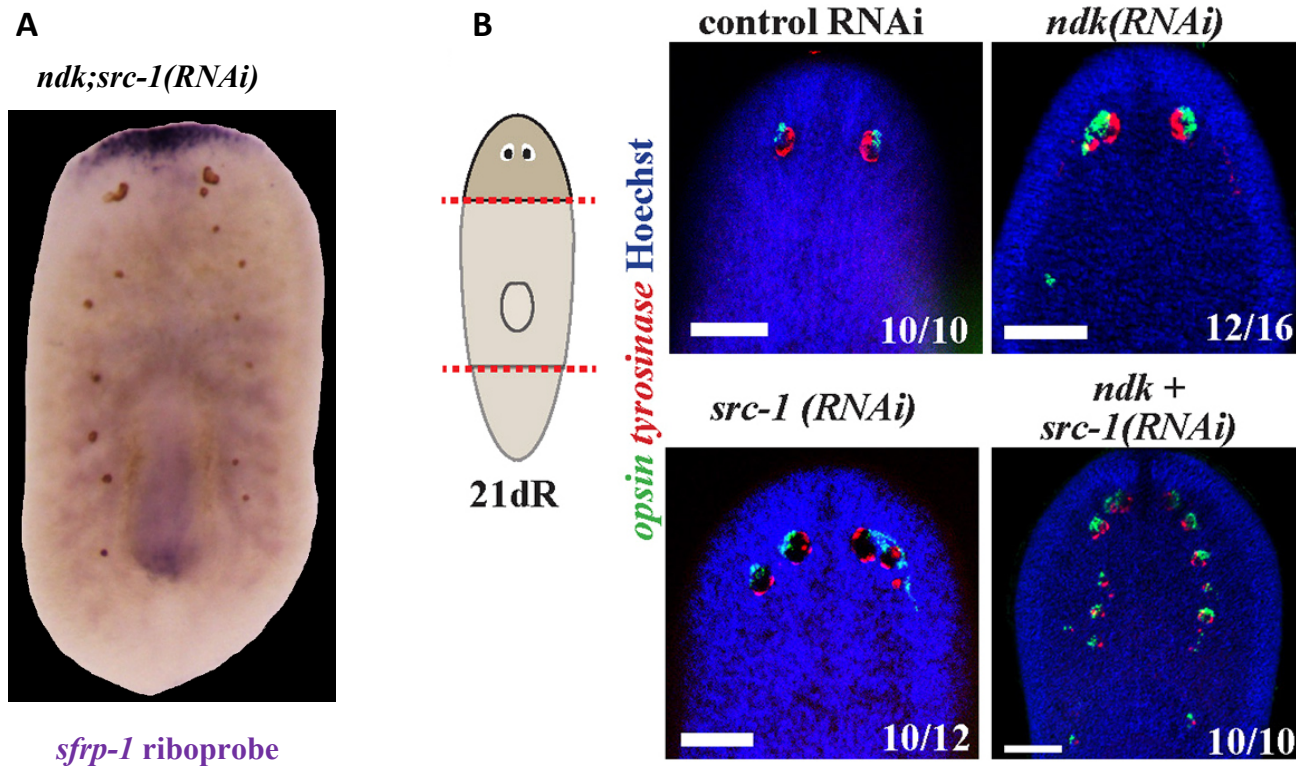 A
ndk;src-1(RNAi)
sfrp-1 riboprobe
B
21dR
opsin tyrosinase Hoechst
control RNAi
10/10
ndk(RNAi)
12/16
src-1 (RNAi)
10/12
ndk +
src-1(RNAi)
10/10